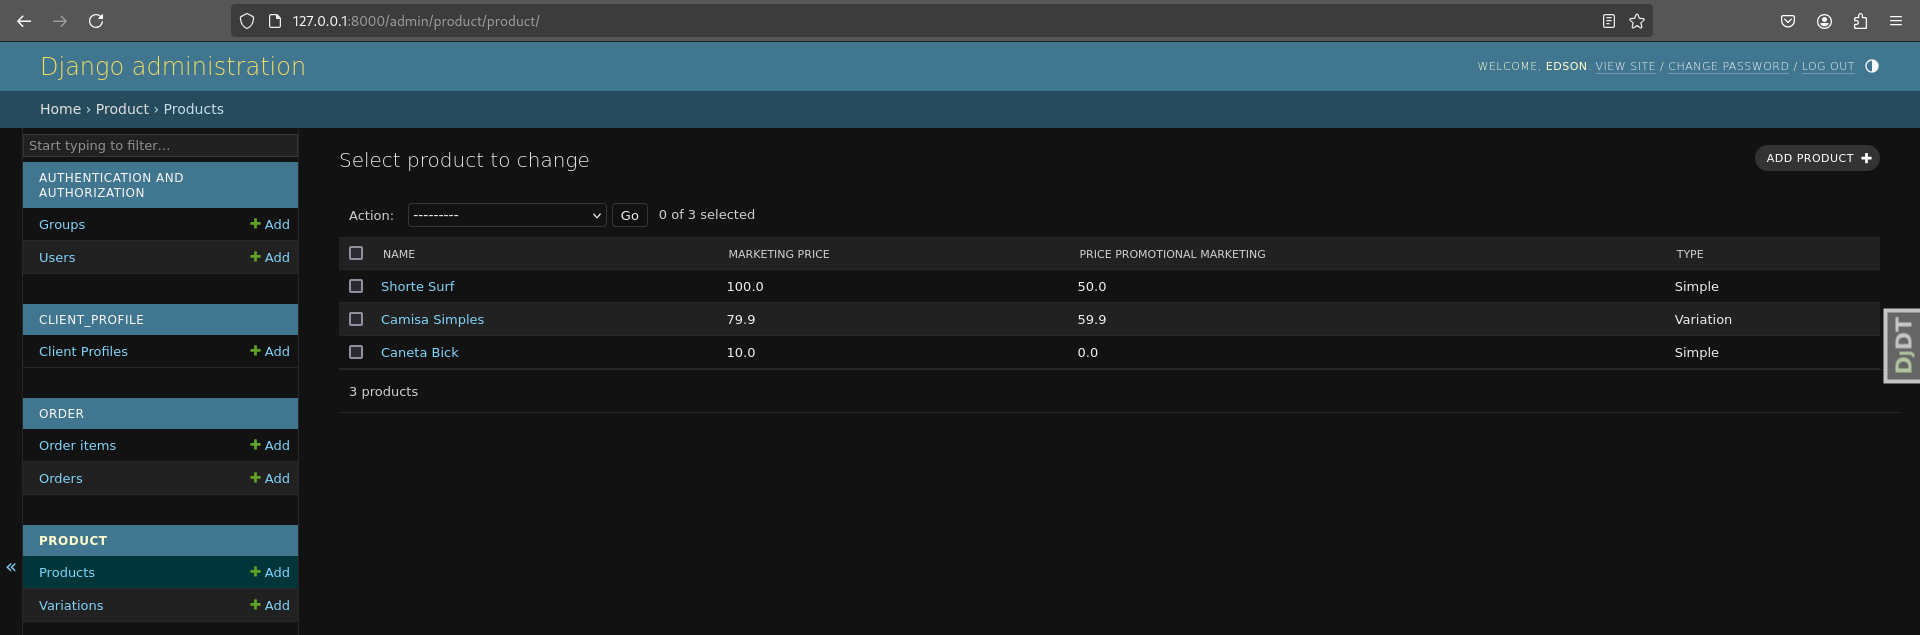 127.0.0.1:8000/admin/product/product/
Django administration
WELCOME, EDSON. VIEW SITE / CHANGE PASSWORD / LOG OUT
Home › Product › Products
Start typing to filter…
AUTHENTICATION AND
AUTHORIZATION
Groups Add
Users Add
CLIENT_PROFILE
Client Profiles Add
ORDER
Order items Add
Orders Add
PRODUCT
Products Add
Variations Add
«
Select product to change
ADD PRODUCT
Action: --------- Go 0 of 3 selected
NAME MARKETING PRICE PRICE PROMOTIONAL MARKETING TYPE
Shorte Surf 100.0 50.0 Simple
Camisa Simples 79.9 59.9 Variation
Caneta Bick 10.0 0.0 Simple
3 products
DjDT